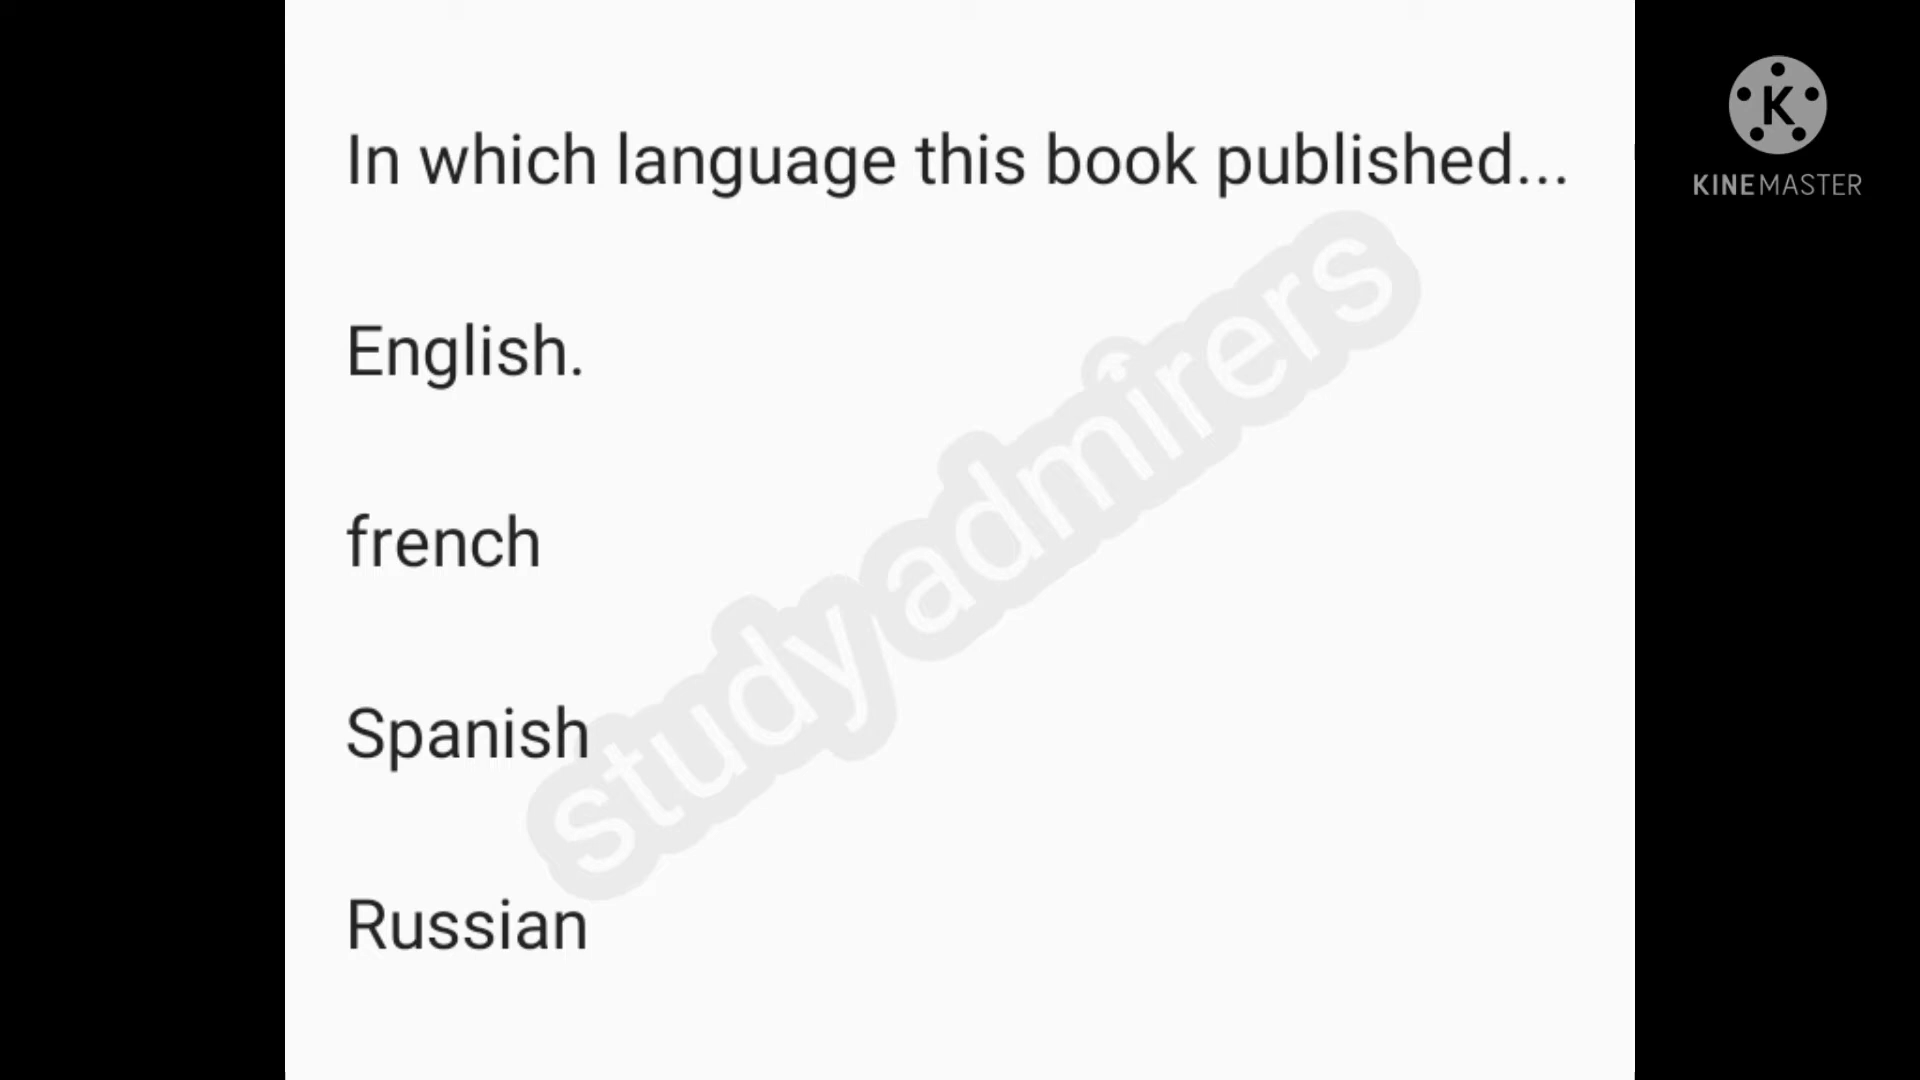 In which language this book published...
English.
french
Spanish
Russian
study admirers
K
KINEMASTER